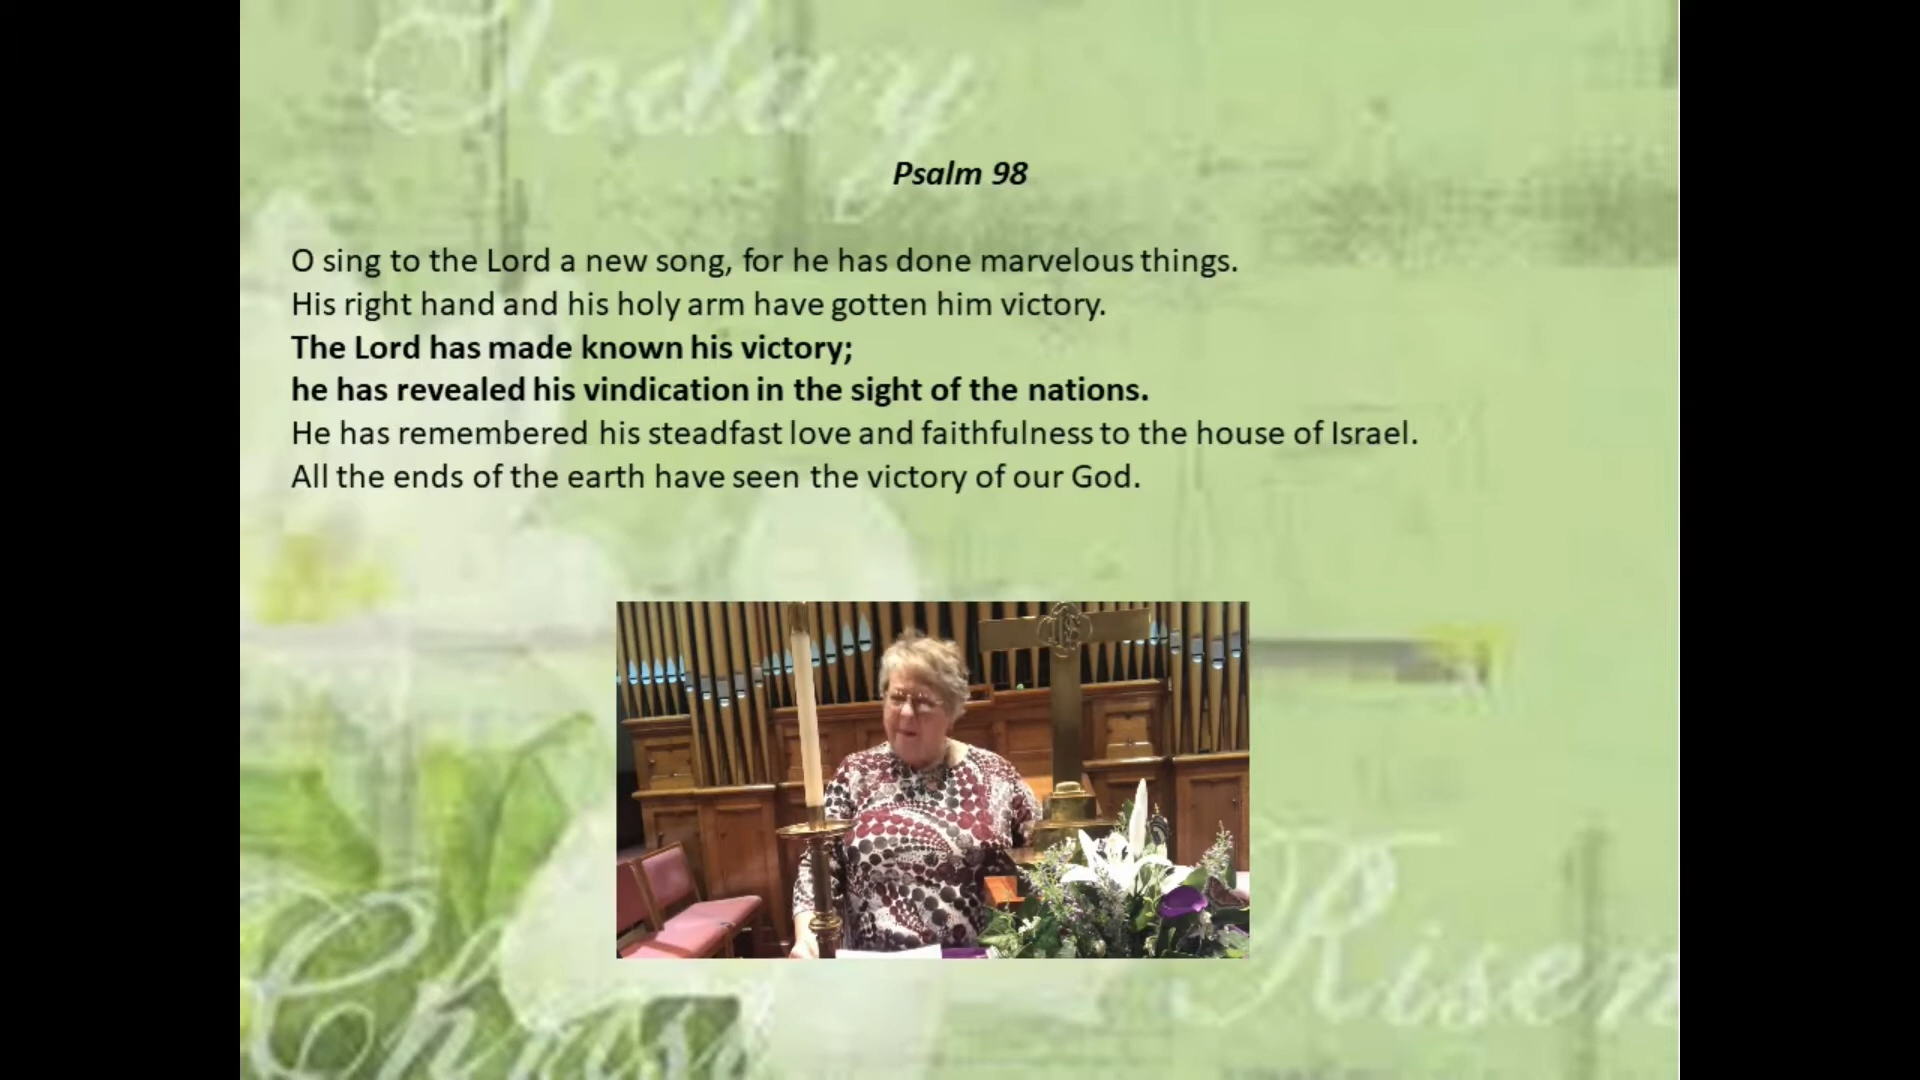 Today
Psalm 98
O sing to the Lord a new song, for he has done marvelous things.
His right hand and his holy arm have gotten him victory.
The Lord has made known his victory;
he has revealed his vindication in the sight of the nations.
He has remembered his steadfast love and faithfulness to the house of Israel.
All the ends of the earth have seen the victory of our God.
Christ
Risen